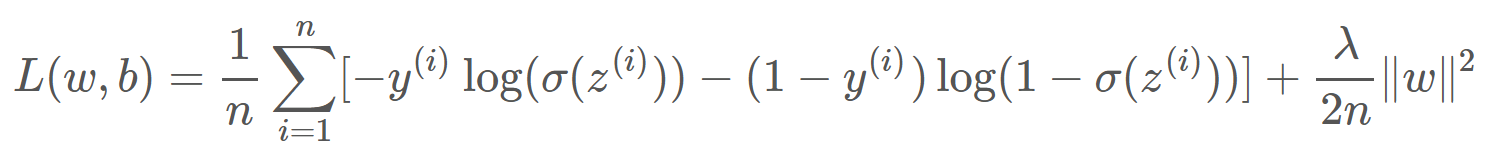 L(w, b) = \frac{1}{n} \sum_{i=1}^{n} [-y^{(i)} \log(\sigma(z^{(i)})) - (1 - y^{(i)}) \log(1 - \sigma(z^{(i)}))] + \frac{\lambda}{2n} \|w\|^2